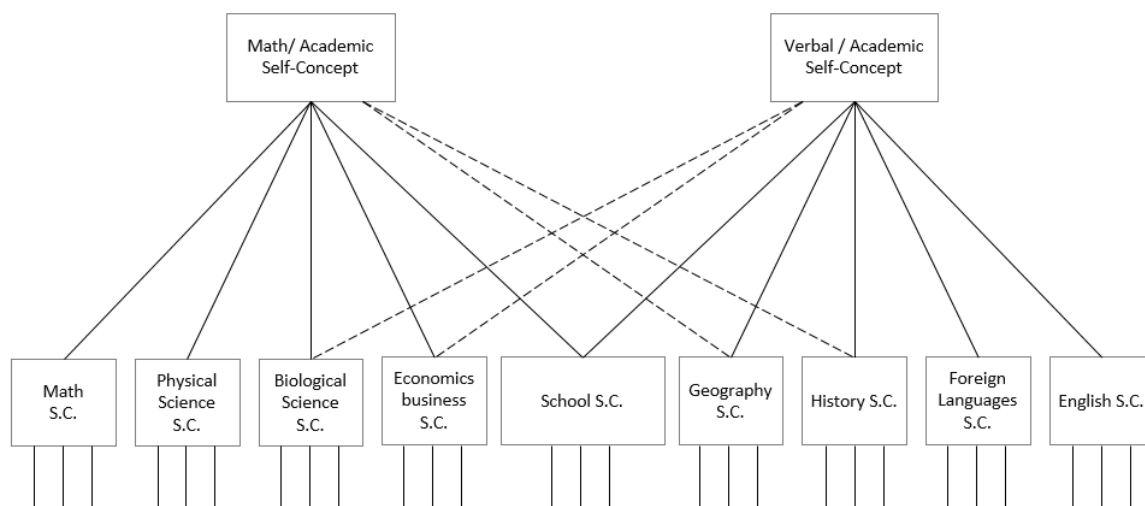 Math/ Academic
Self-Concept
Verbal / Academic
Self-Concept
Math
S.C.
Physical
Science
S.C.
Biological
Science
S.C.
Economics
business
S.C.
School S.C.
Geography
S.C.
History S.C.
Foreign
Languages
S.C.
English S.C.